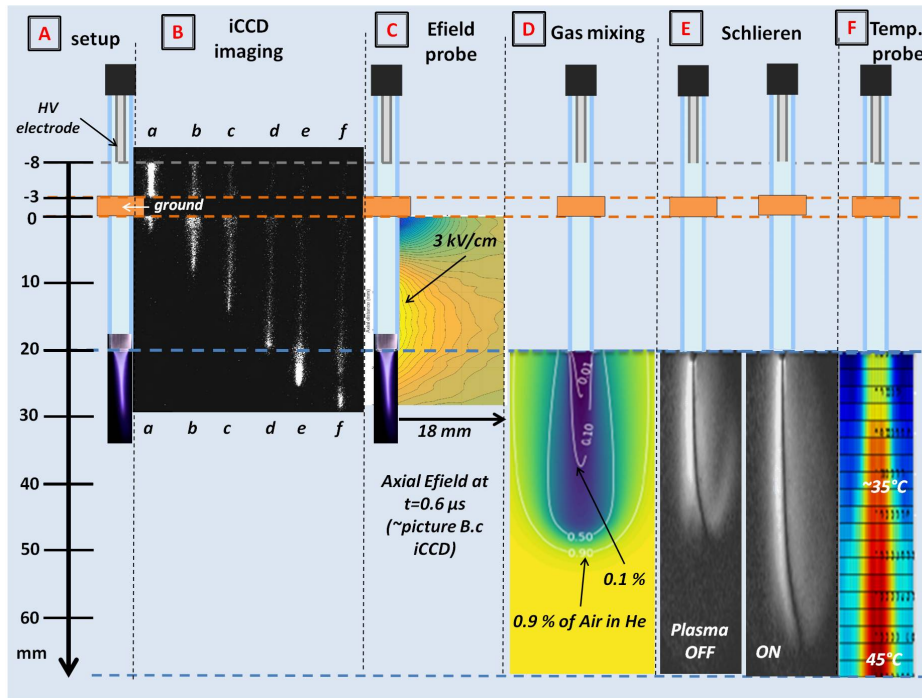 A setup
B iCCD
imaging
C Efield
probe
D Gas mixing
E Schlieren
F Temp.
probe
HV
electrode
a b c d e f
-8
-3
ground
0
3 kV/cm
10
20
30
40
50
60
mm
a b c d e f
18 mm
Axial Efield at
t=0.6 µs
(~picture B.c
iCCD)
0.01
0.10
0.50
0.90
0.1 %
0.9 % of Air in He
Plasma
OFF
ON
~35°C
45°C